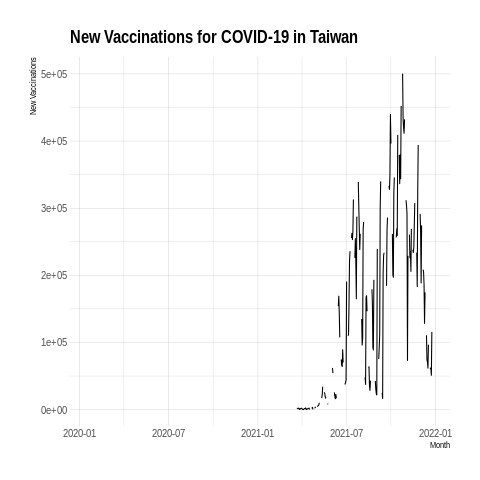 New Vaccinations for COVID-19 in Taiwan
New Vaccinations
5e+05
4e+05
3e+05
2e+05
1e+05
0e+00
2020-01 2020-07 2021-01 2021-07 2022-01
Month